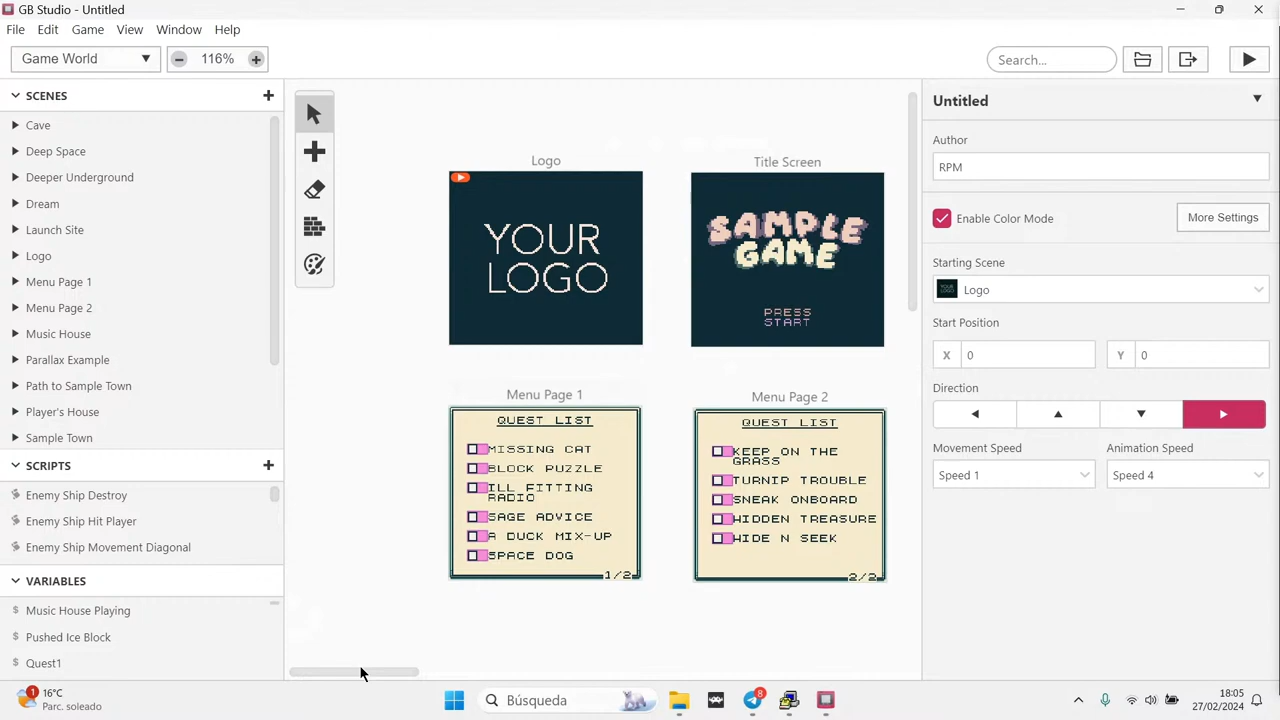 GB Studio - Untitled
File Edit Game View Window Help
Game World
116%
Search...
SCENES
Cave
Deep Space
Deeper Underground
Dream
Launch Site
Logo
Menu Page 1
Menu Page 2
Music House
Parallax Example
Path to Sample Town
Player's House
Sample Town
SCRIPTS
Enemy Ship Destroy
Enemy Ship Hit Player
Enemy Ship Movement Diagonal
VARIABLES
$ Music House Playing
$ Pushed Ice Block
$ Quest1
Logo
YOUR
LOGO
Title Screen
SAMPLE
GAME
PRESS
START
Menu Page 1
QUEST LIST
MISSING CAT
BLOCK PUZZLE
ILL FITTING
RADIO
SAGE ADVICE
A DUCK MIX-UP
SPACE DOG
1/2
Menu Page 2
QUEST LIST
KEEP ON THE
GRASS
TURNIP TROUBLE
SNEAK ONBOARD
HIDDEN TREASURE
HIDE N SEEK
2/2
Untitled
Author
RPM
Enable Color Mode
More Settings
Starting Scene
YOUR
LOGO
Logo
Start Position
X 0 Y 0
Direction
Movement Speed Animation Speed
Speed 1 Speed 4
1
16°C
Parc. soleado
Búsqueda
8
18:05
27/02/2024